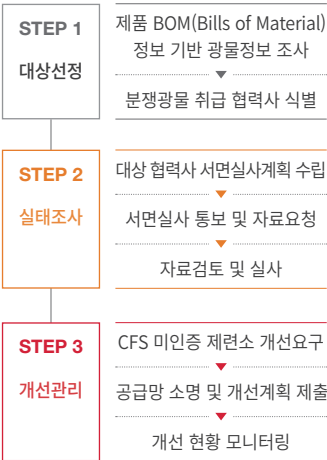 STEP 1
대상선정
제품 BOM(Bills of Material)
정보 기반 광물정보 조사
분쟁광물 취급 협력사 식별
STEP 2
실태조사
대상 협력사 서면실사계획 수립
서면실사 통보 및 자료요청
자료검토 및 실사
STEP 3
개선관리
CFS 미인증 제련소 개선요구
공급망 소명 및 개선계획 제출
개선 현황 모니터링